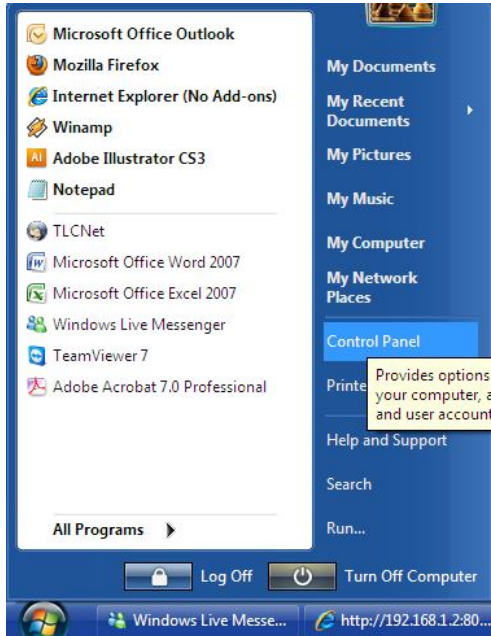 Microsoft Office Outlook
Mozilla Firefox
Internet Explorer (No Add-ons)
Winamp
Adobe Illustrator CS3
Notepad
TLCNet
Microsoft Office Word 2007
Microsoft Office Excel 2007
Windows Live Messenger
TeamViewer 7
Adobe Acrobat 7.0 Professional
All Programs
My Documents
My Recent
Documents
My Pictures
My Music
My Computer
My Network
Places
Control Panel
Provides options
your computer, a
and user account
Printe
Help and Support
Search
Run...
Log Off
Turn Off Computer
Windows Live Messe...
http://192.168.1.2:80...